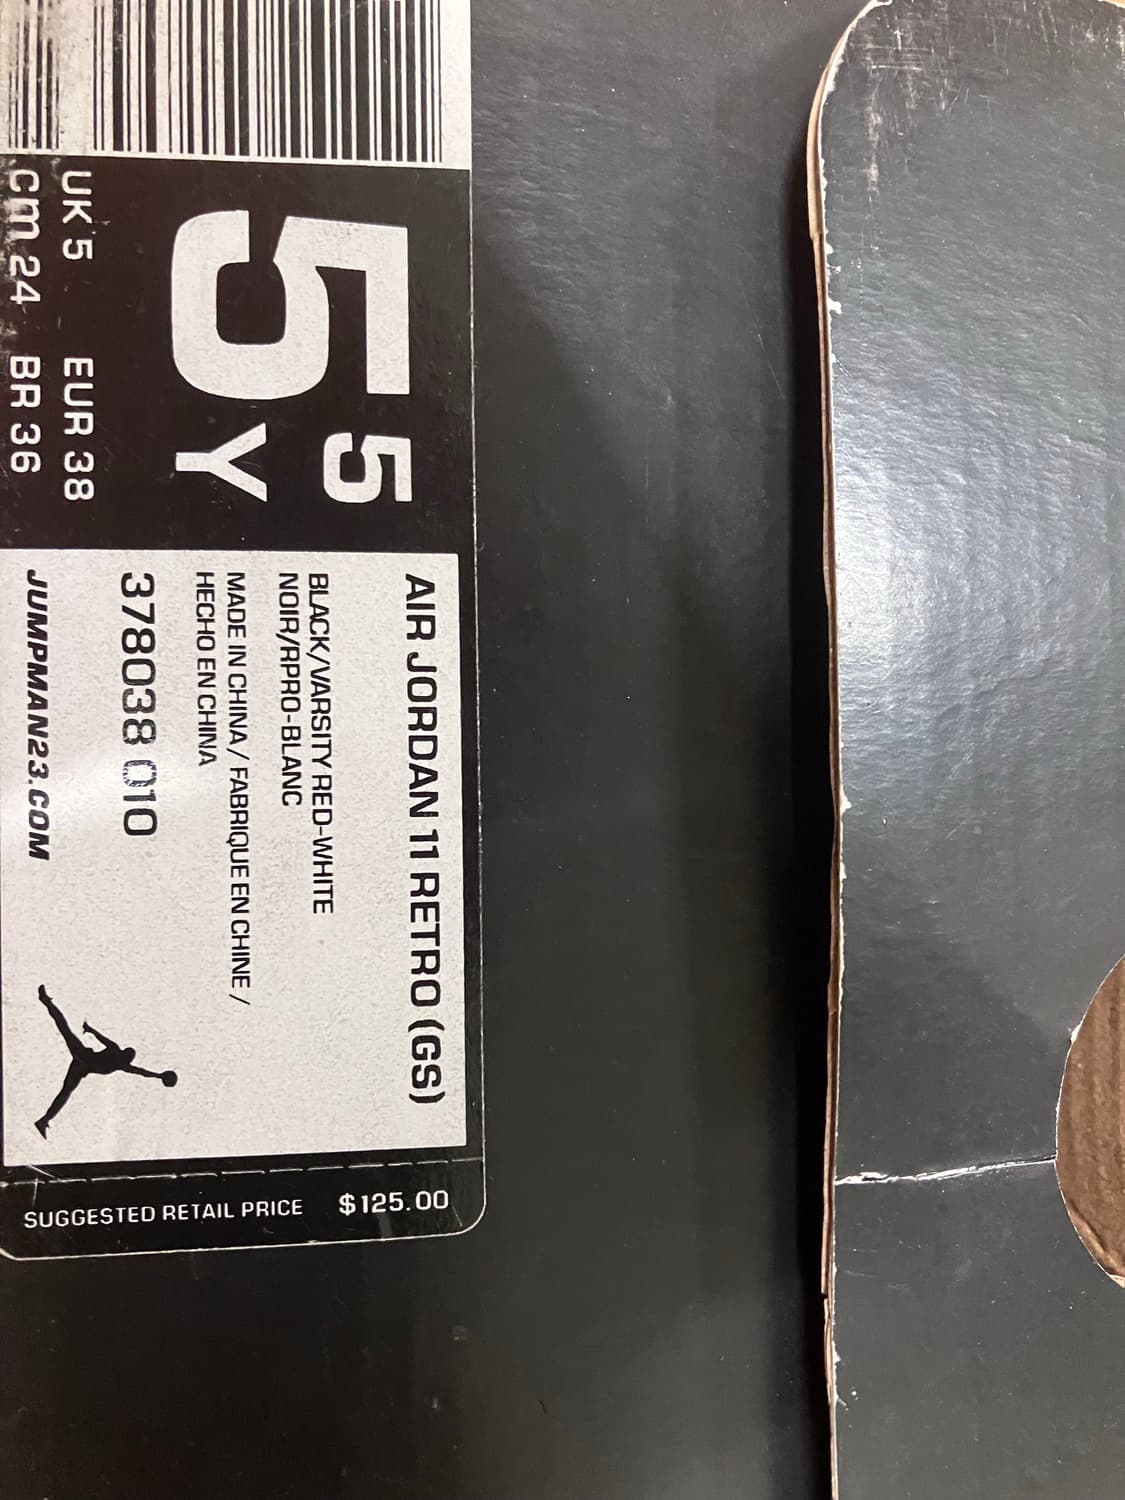 5 5 Y
UK 5 EUR 38
cm 24 BR 36
AIR JORDAN 11 RETRO (GS)
BLACK/VARSITY RED-WHITE
NOIR/RPRO-BLANC
MADE IN CHINA / FABRIQUE EN CHINE /
HECHO EN CHINA
378038 010
JUMPMAN23.COM
SUGGESTED RETAIL PRICE $125.00